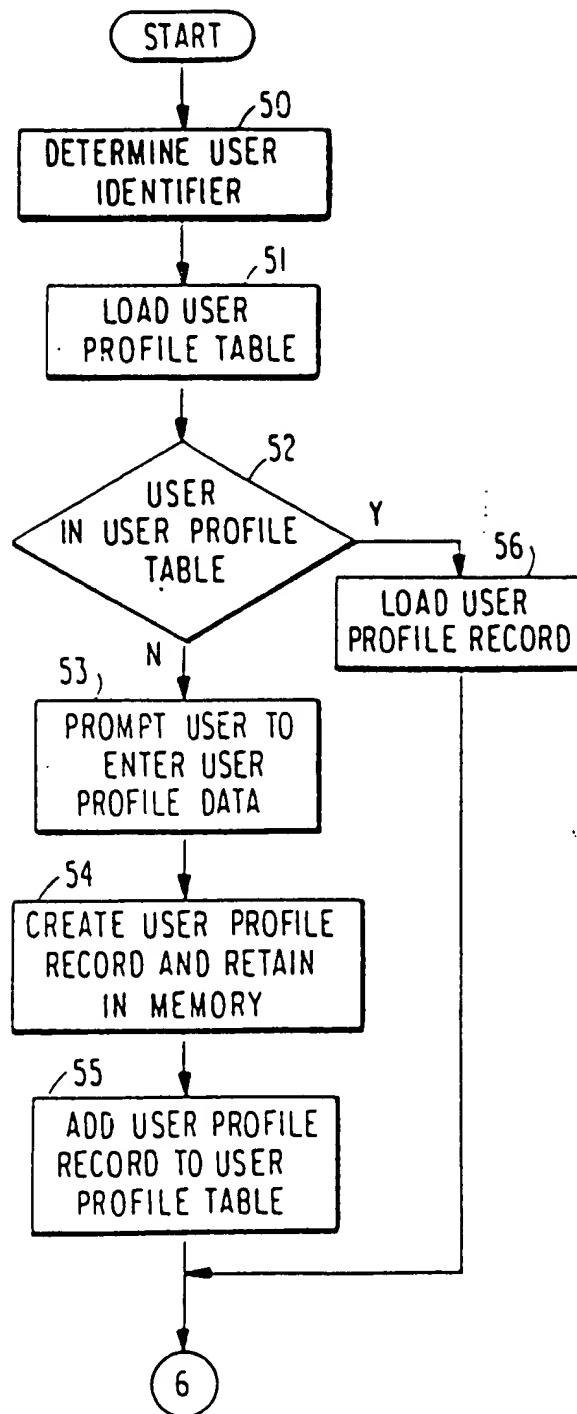 START
50
DETERMINE USER
IDENTIFIER
51
LOAD USER
PROFILE TABLE
52
USER
IN USER PROFILE
TABLE
Y
N
56
LOAD USER
PROFILE RECORD
53
PROMPT USER TO
ENTER USER
PROFILE DATA
54
CREATE USER PROFILE
RECORD AND RETAIN
IN MEMORY
55
ADD USER PROFILE
RECORD TO USER
PROFILE TABLE
6